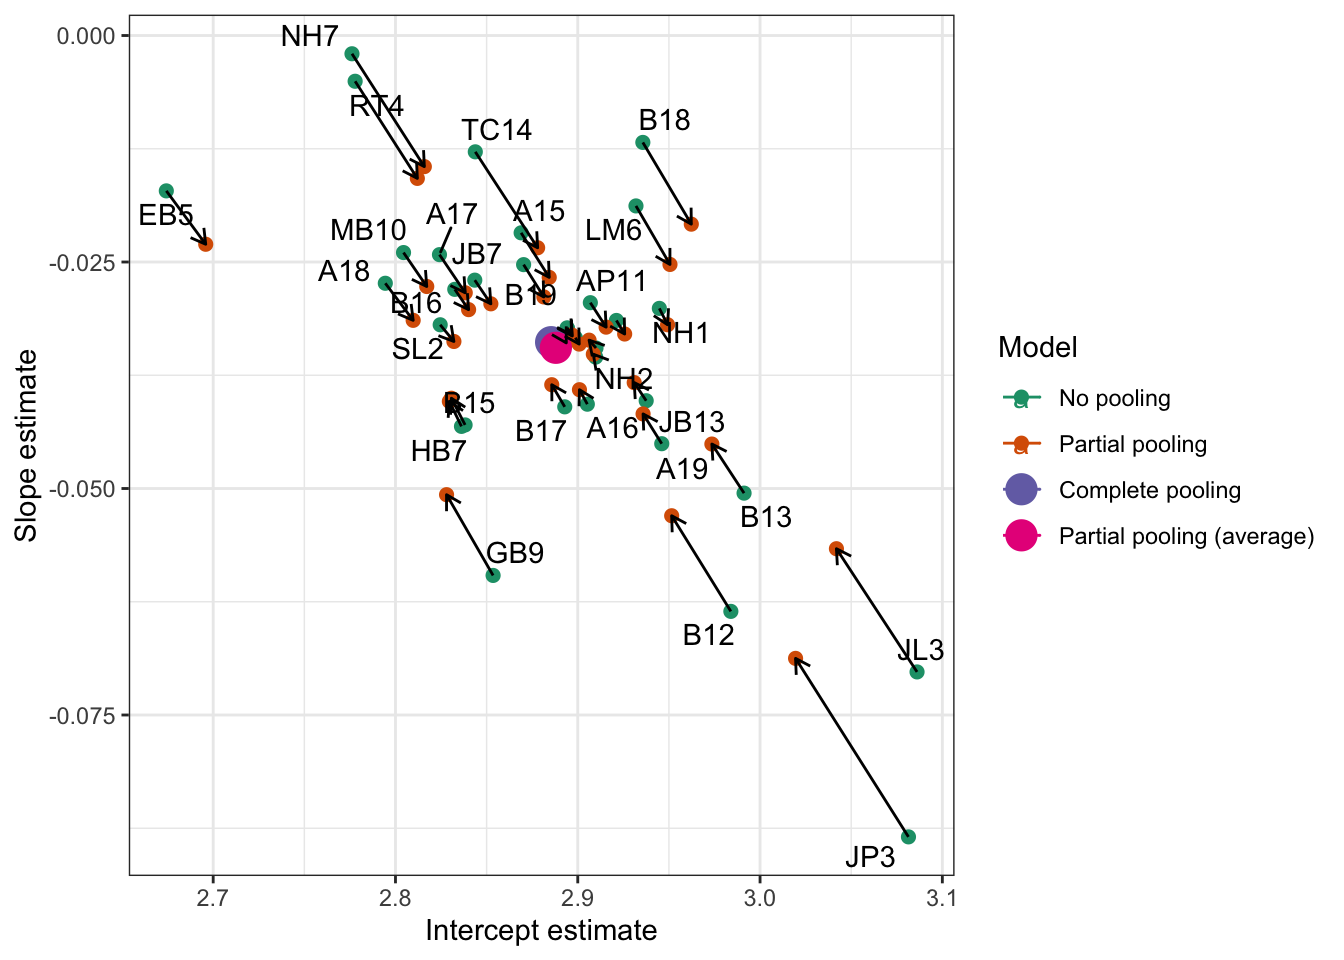 0.000
-0.025
-0.050
-0.075
Slope estimate
NH7
RT4
TC14
B18
EB5
A15
LM6
MB10
A17
JB7
A18
B16
B19
AP11
SL2
NH1
NH2
B15
HB7
B17
A16
JB13
A19
B13
GB9
B12
JL3
JP3
2.7
2.8
2.9
3.0
3.1
Intercept estimate
Model
a No pooling
a Partial pooling
Complete pooling
Partial pooling (average)